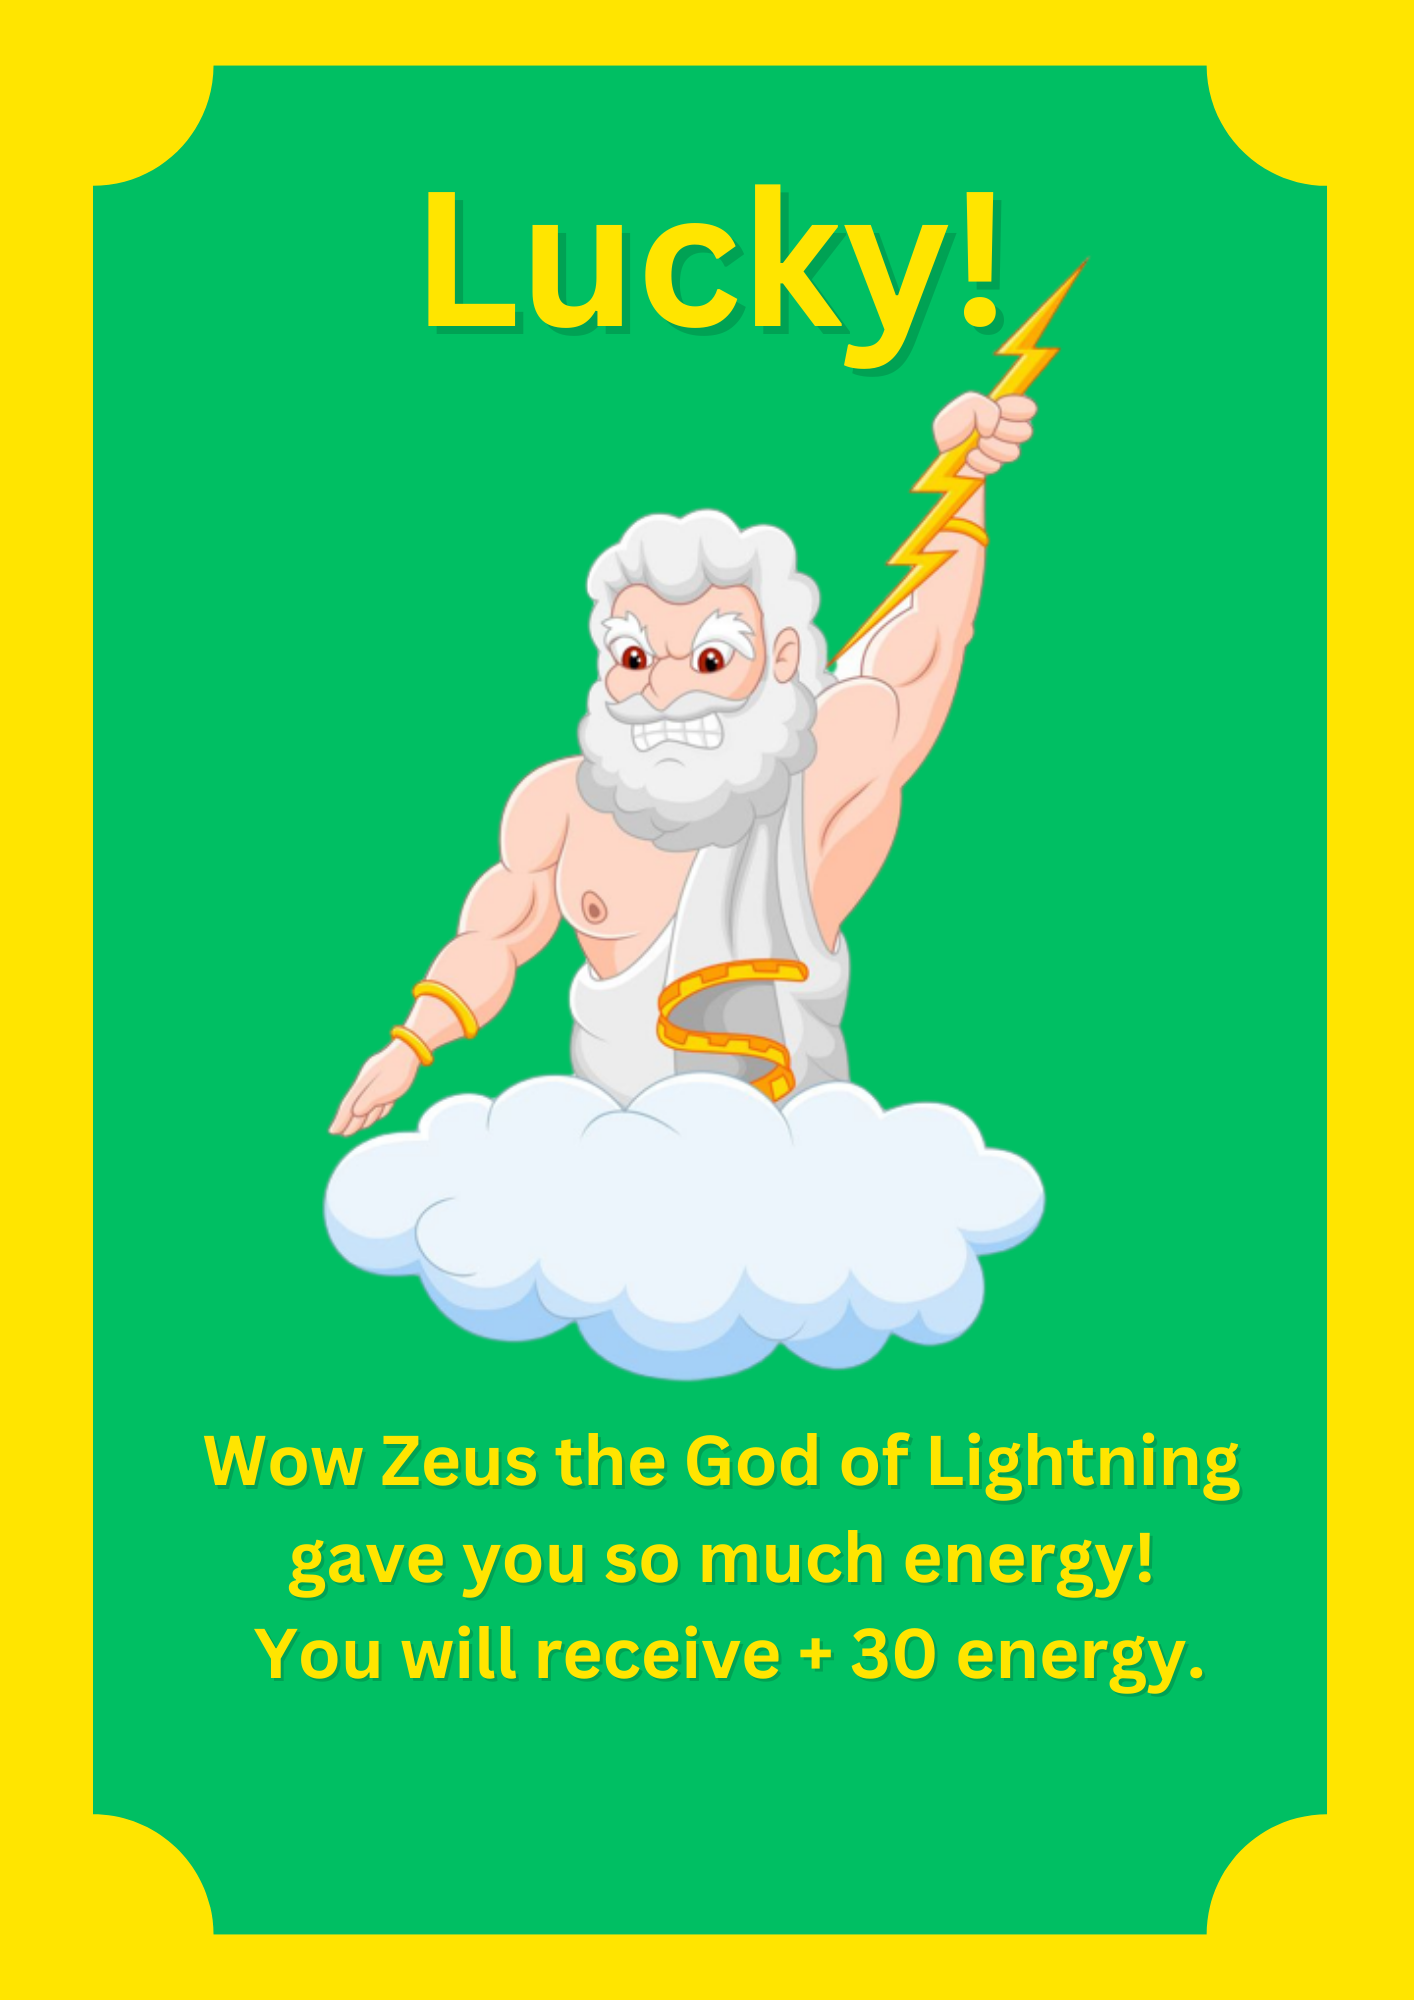 Lucky!
Wow Zeus the God of Lightning
gave you so much energy!
You will receive + 30 energy.